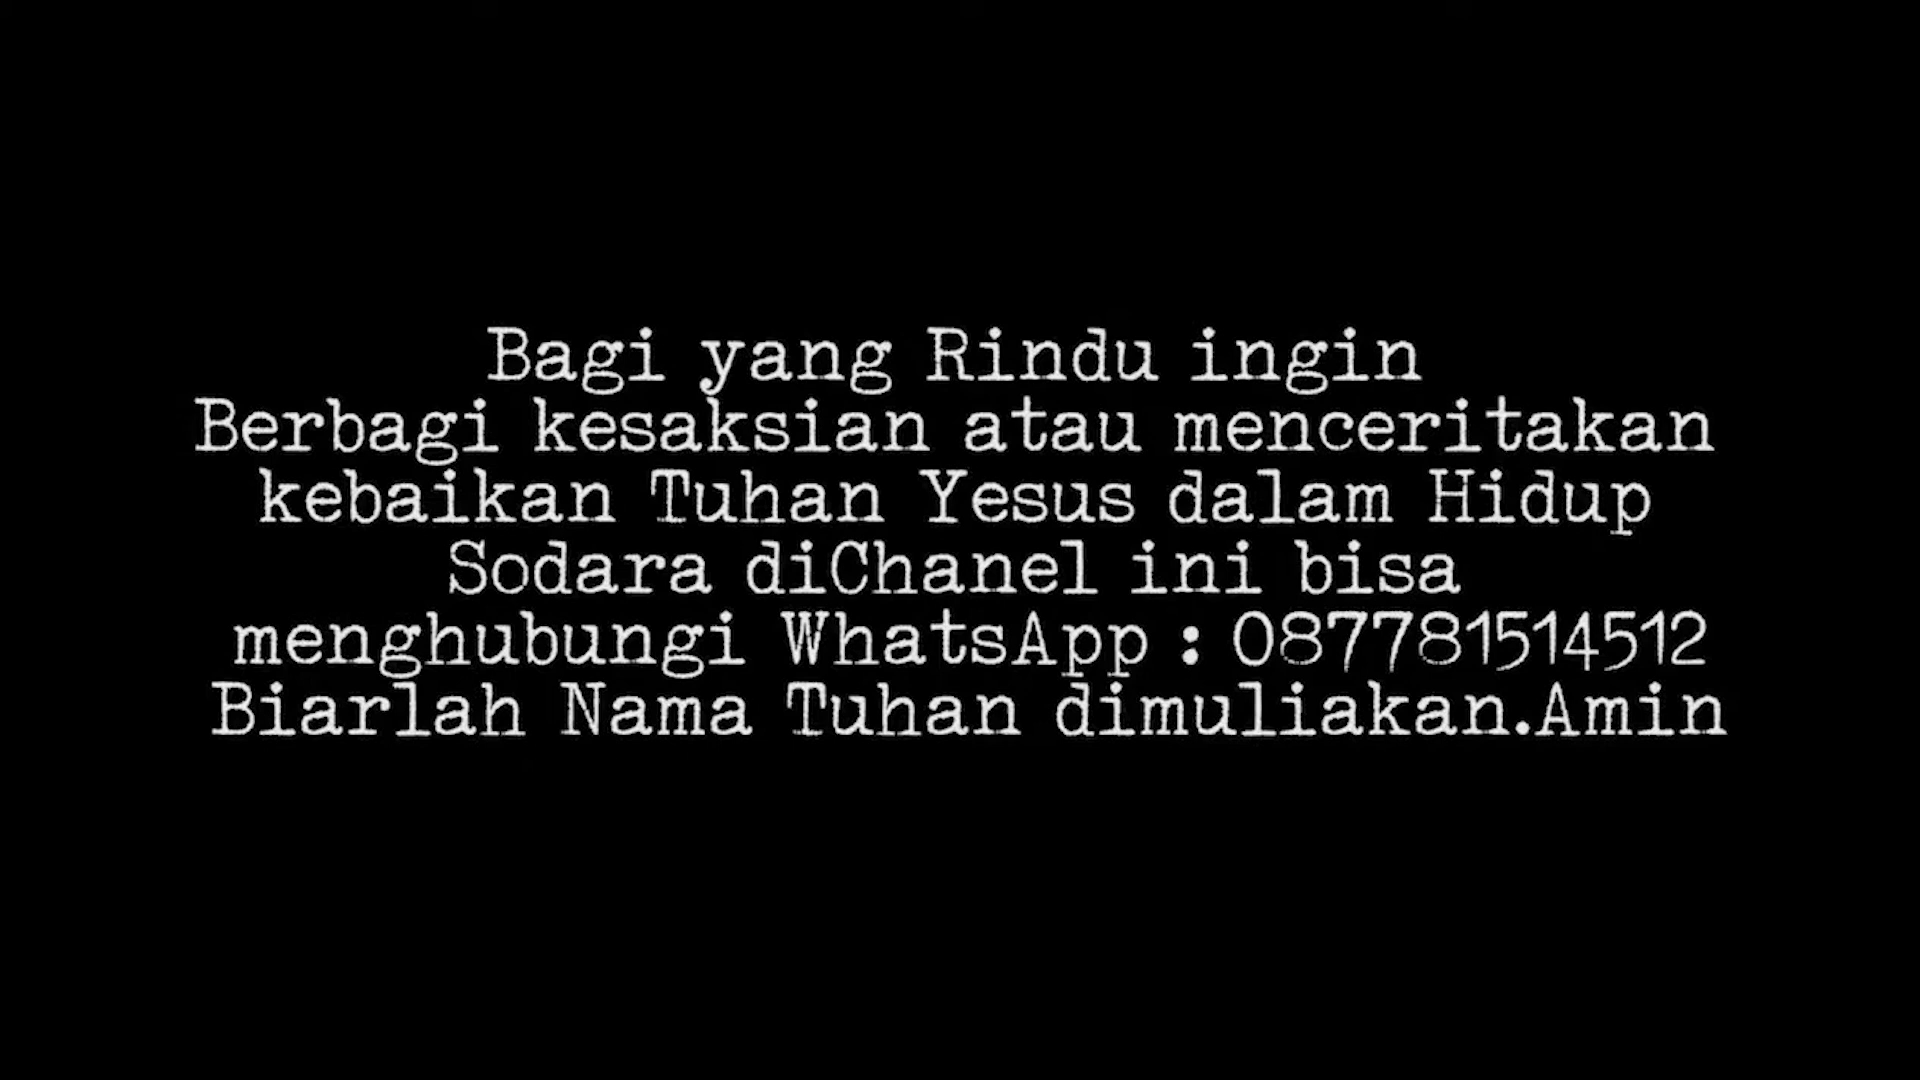 Bagi yang Rindu ingin
Berbagi kesaksian atau menceritakan
kebaikan Tuhan Yesus dalam Hidup
Sodara diChanel ini bisa
menghubungi WhatsApp : 087781514512
Biarlah Nama Tuhan dimuliakan.Amin